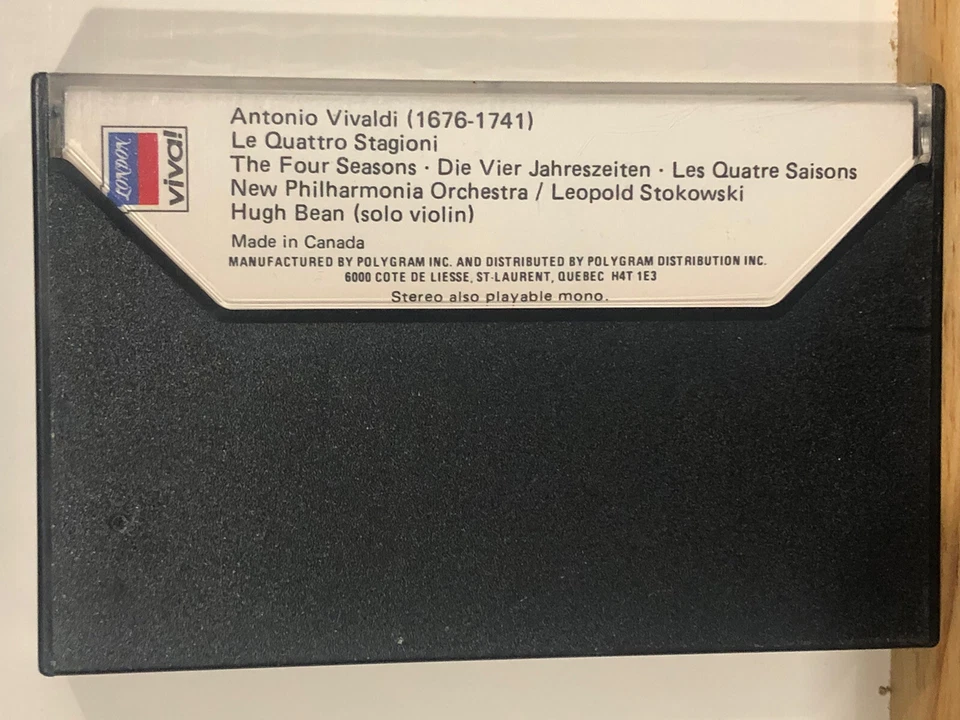 LONDON
viva!
Antonio Vivaldi (1676-1741)
Le Quattro Stagioni
The Four Seasons · Die Vier Jahreszeiten · Les Quatre Saisons
New Philharmonia Orchestra / Leopold Stokowski
Hugh Bean (solo violin)
Made in Canada
MANUFACTURED BY POLYGRAM INC. AND DISTRIBUTED BY POLYGRAM DISTRIBUTION INC.
6000 COTE DE LIESSE, ST-LAURENT, QUEBEC H4T 1E3
Stereo also playable mono.